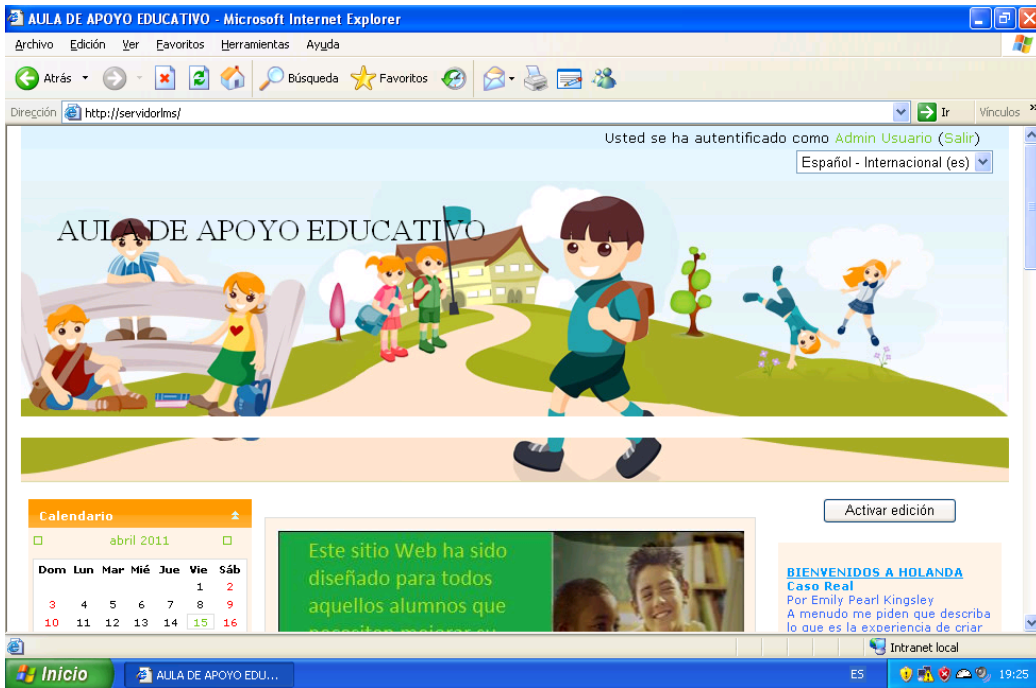 AULA DE APOYO EDUCATIVO - Microsoft Internet Explorer
Archivo Edición Ver Favoritos Herramientas Ayuda
Atrás Búsqueda Favoritos
Dirección http://servidorlms/ Ir Vínculos »
Usted se ha autentificado como Admin Usuario (Salir)
Español - Internacional (es)
AULA DE APOYO EDUCATIVO
Activar edición
Calendario
abril 2011
Dom Lun Mar Mié Jue Vie Sáb
1 2
3 4 5 6 7 8 9
10 11 12 13 14 15 16
Este sitio Web ha sido
diseñado para todos
aquellos alumnos que
necesitan mejorar su
BIENVENIDOS A HOLANDA
Caso Real
Por Emily Pearl Kingsley
A menudo me piden que describa
lo que es la experiencia de criar
Intranet local
Inicio AULA DE APOYO EDU... ES 19:25